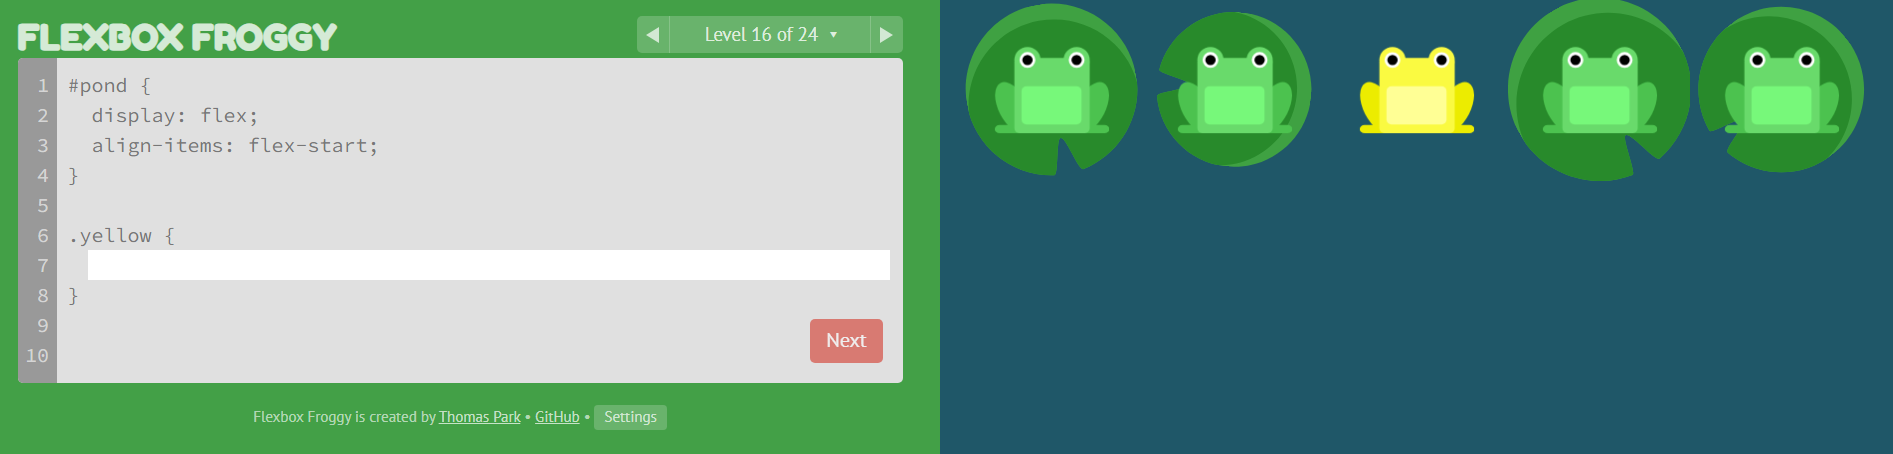 FLEXBOX FROGGY
◀ Level 16 of 24 ▾ ▶
1 #pond {
2   display: flex;
3   align-items: flex-start;
4 }
5
6 .yellow {
7
8 }
9
10
Next
Flexbox Froggy is created by Thomas Park • GitHub • Settings